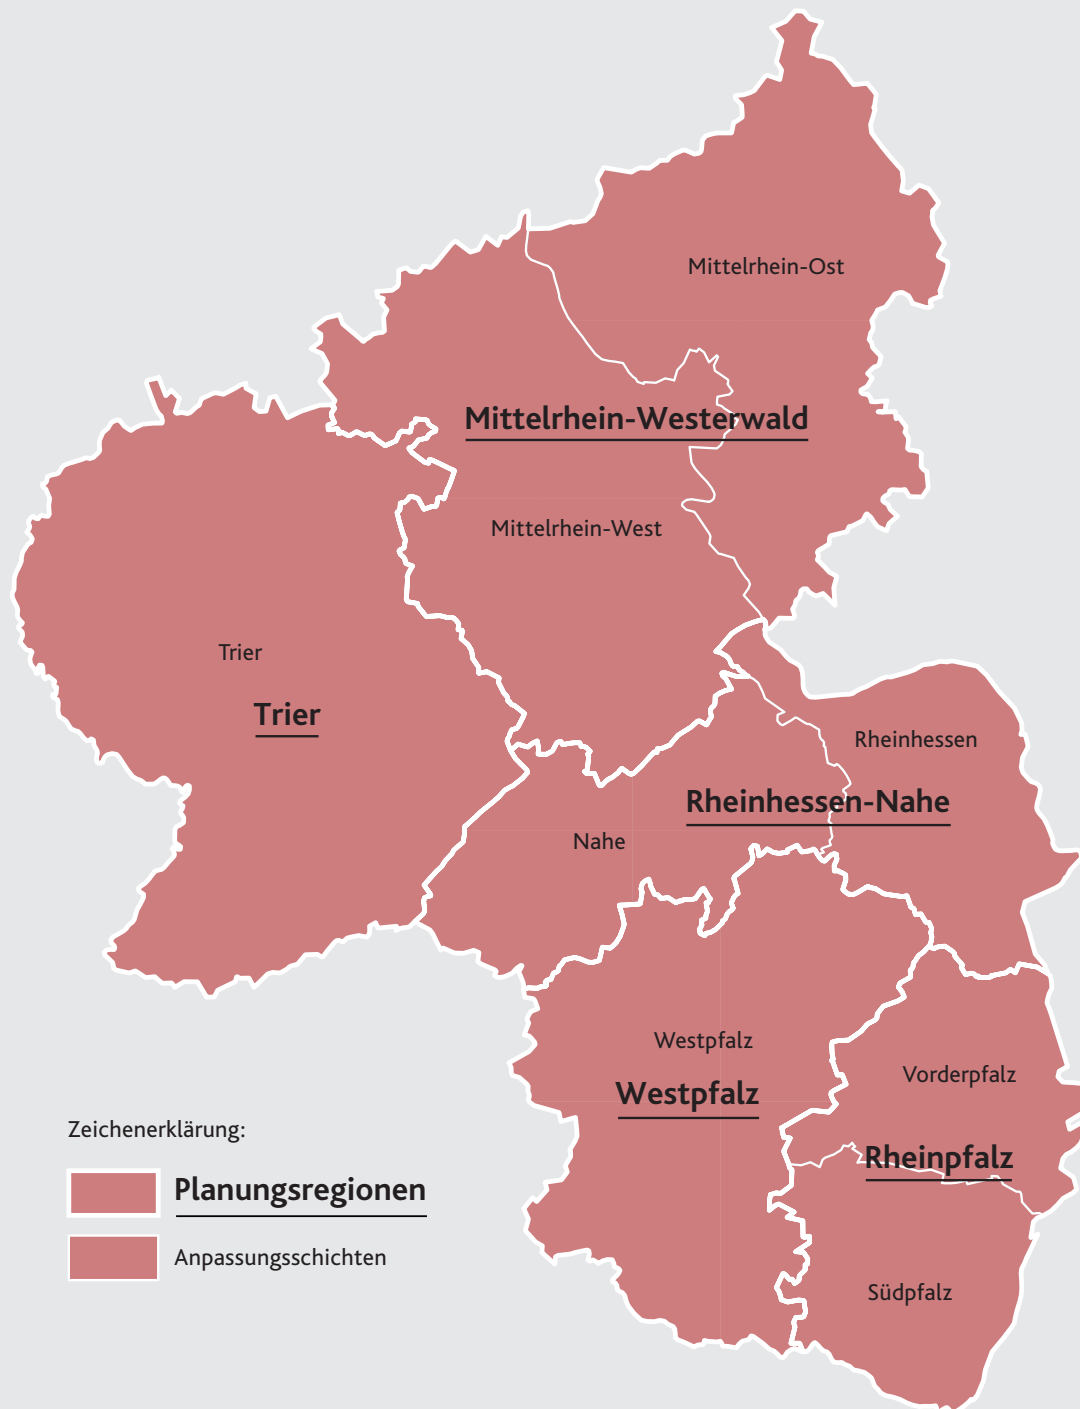 Mittelrhein-Ost
Mittelrhein-Westerwald
Mittelrhein-West
Trier
Trier
Rheinhessen
Rheinhessen-Nahe
Nahe
Westpfalz
Westpfalz
Vorderpfalz
Rheinpfalz
Südpfalz
Zeichenerklärung:
Planungsregionen
Anpassungsschichten